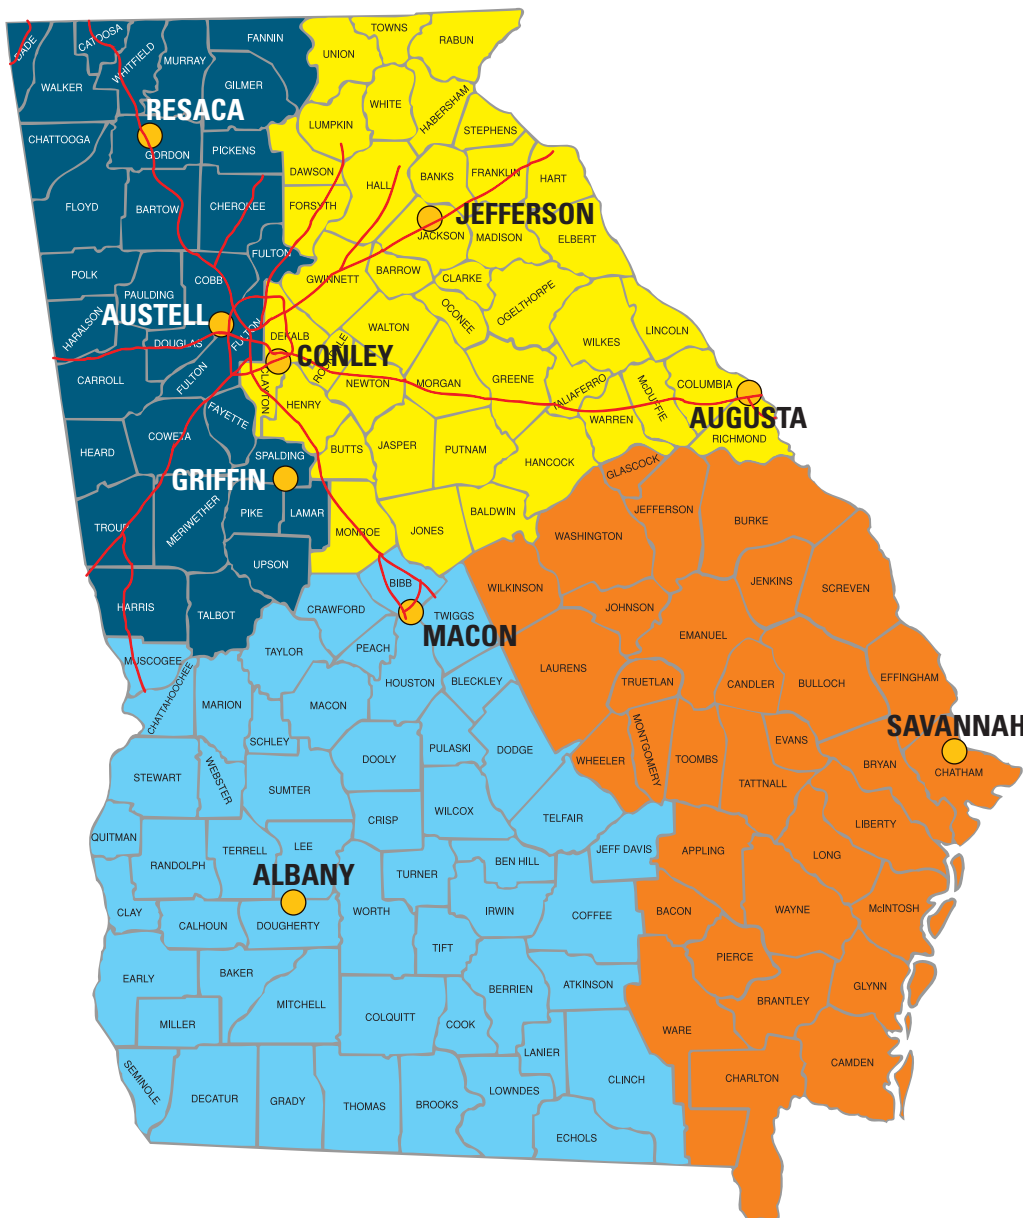 TOWNS
RABUN
FANNIN
CATOOSA
DADE
UNION
WHITFIELD
MURRAY
WALKER
GILMER
WHITE
HABERSHAM
RESACA
LUMPKIN
STEPHENS
CHATTOOGA
GORDON
PICKENS
DAWSON
BANKS
FRANKLIN
HART
HALL
FLOYD
BARTOW
CHEROKEE
FORSYTH
JEFFERSON
JACKSON
MADISON
ELBERT
FULTON
POLK
COBB
GWINNETT
BARROW
CLARKE
PAULDING
OCONEE
OGELTHORPE
HARALSON
AUSTELL
FULTON
DEKALB
WALTON
LINCOLN
DOUGLAS
ROCKDALE
WILKES
CONLEY
CARROLL
FULTON
CLAYTON
NEWTON
MORGAN
GREENE
TALIAFERRO
McDUFFIE
COLUMBIA
HENRY
FAYETTE
WARREN
AUGUSTA
COWETA
RICHMOND
HEARD
SPALDING
BUTTS
JASPER
PUTNAM
HANCOCK
GLASCOCK
GRIFFIN
TROUP
MERIWETHER
PIKE
LAMAR
MONROE
JONES
BALDWIN
JEFFERSON
BURKE
WASHINGTON
UPSON
BIBB
WILKINSON
JENKINS
SCREVEN
HARRIS
TALBOT
CRAWFORD
TWIGGS
JOHNSON
MACON
EMANUEL
MUSCOGEE
TAYLOR
PEACH
LAURENS
CHATTAHOOCHEE
MARION
MACON
HOUSTON
BLECKLEY
TRUETLAN
CANDLER
BULLOCH
EFFINGHAM
SCHLEY
DOOLY
PULASKI
DODGE
WHEELER
MONTGOMERY
TOOMBS
EVANS
SAVANNAH
STEWART
WEBSTER
SUMTER
TATTNALL
BRYAN
CHATHAM
QUITMAN
CRISP
WILCOX
TELFAIR
LIBERTY
RANDOLPH
TERRELL
LEE
BEN HILL
JEFF DAVIS
APPLING
LONG
ALBANY
TURNER
CLAY
CALHOUN
DOUGHERTY
WORTH
IRWIN
COFFEE
BACON
WAYNE
McINTOSH
TIFT
EARLY
BAKER
PIERCE
MITCHELL
BERRIEN
ATKINSON
GLYNN
BRANTLEY
MILLER
COLQUITT
COOK
WARE
LANIER
CAMDEN
SEMINOLE
CLINCH
CHARLTON
DECATUR
GRADY
THOMAS
BROOKS
LOWNDES
ECHOLS